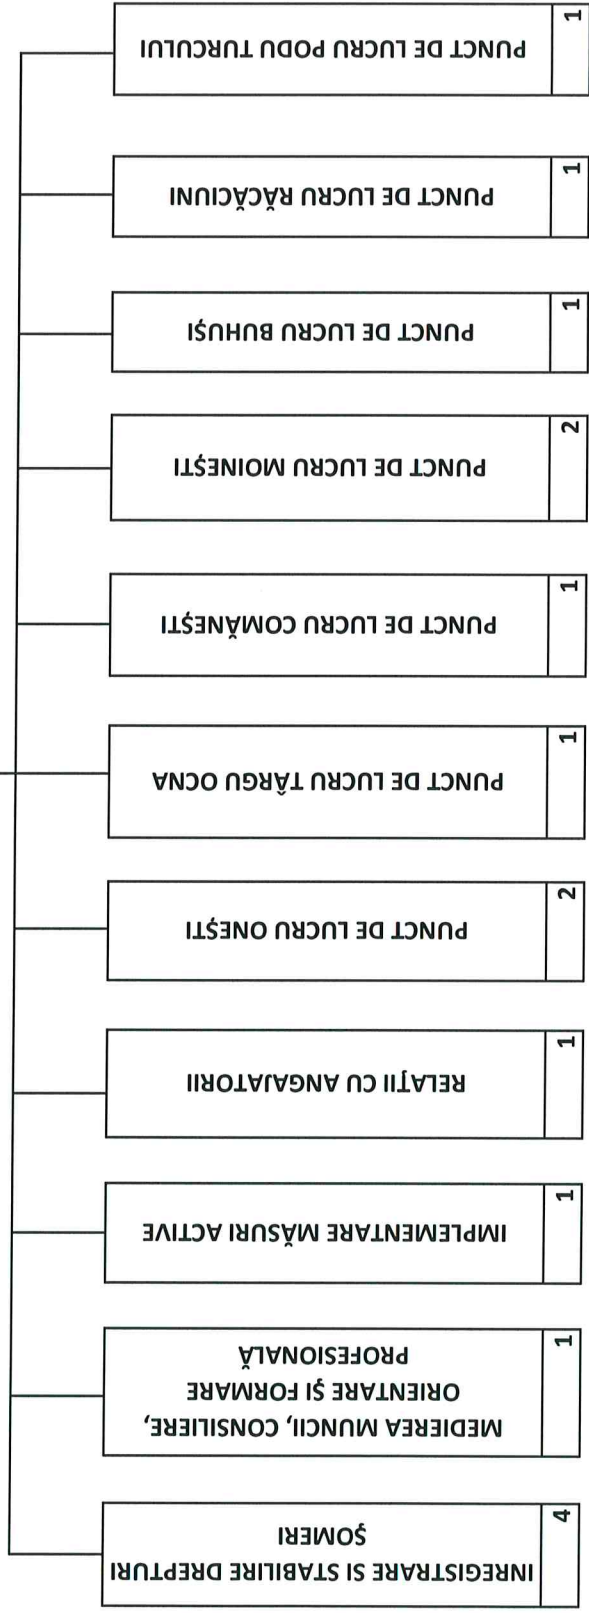 INREGISTRARE SI STABILIRE DREPTURI
ŞOMERI
4
MEDIEREA MUNCII, CONSILIERE,
ORIENTARE ŞI FORMARE
PROFESIONALĂ
1
IMPLEMENTARE MĂSURI ACTIVE
1
RELAŢII CU ANGAJATORII
1
PUNCT DE LUCRU ONEŞTI
2
PUNCT DE LUCRU TÂRGU OCNA
1
PUNCT DE LUCRU COMĂNEŞTI
1
PUNCT DE LUCRU MOINEŞTI
2
PUNCT DE LUCRU BUHUŞI
1
PUNCT DE LUCRU RĂCĂCIUNI
1
PUNCT DE LUCRU PODU TURCULUI
1